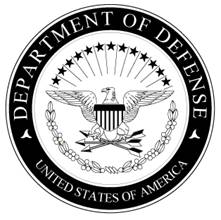 DEPARTMENT OF DEFENSE
UNITED STATES OF AMERICA